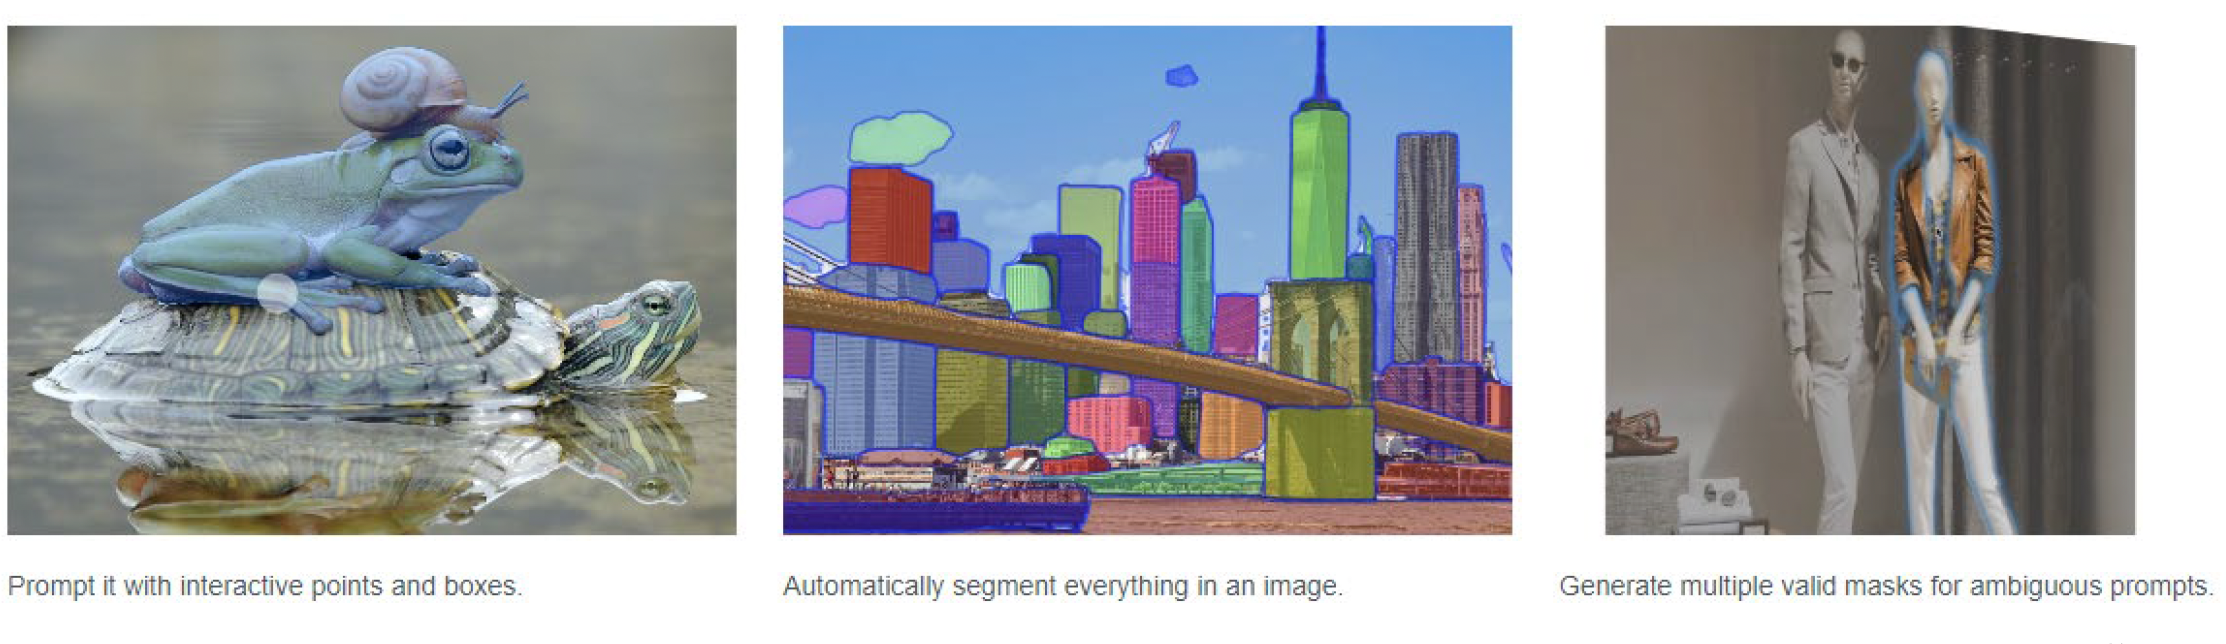 Prompt it with interactive points and boxes.
Automatically segment everything in an image.
Generate multiple valid masks for ambiguous prompts.